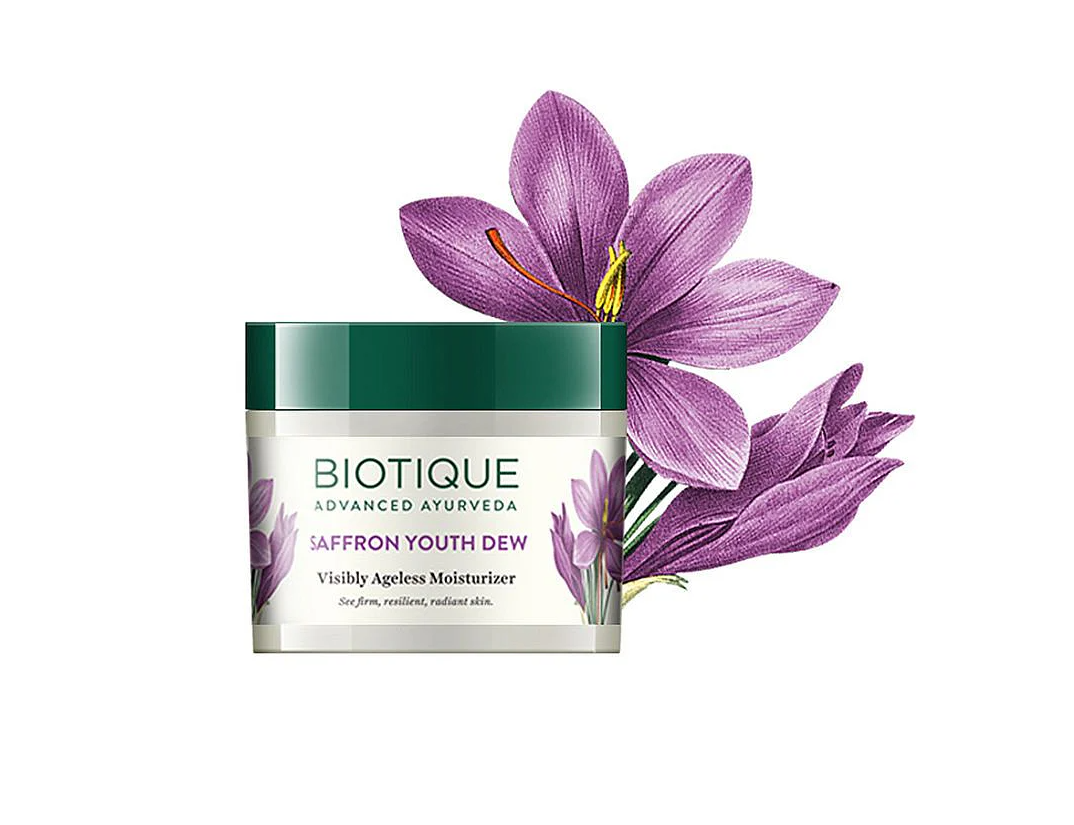 BIOTIQUE
ADVANCED AYURVEDA
SAFFRON YOUTH DEW
Visibly Ageless Moisturizer
See firm, resilient, radiant skin.